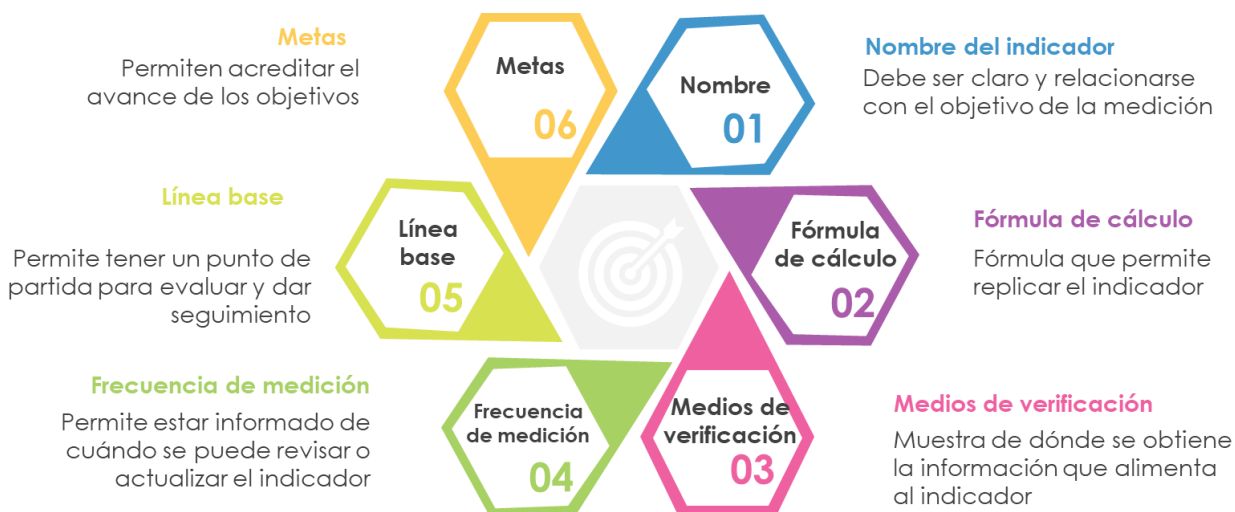 Metas
Permiten acreditar el
avance de los objetivos
Metas
06
Nombre
01
Nombre del indicador
Debe ser claro y relacionarse
con el objetivo de la medición
Línea base
Permite tener un punto de
partida para evaluar y dar
seguimiento
Línea
base
05
Fórmula
de cálculo
02
Fórmula de cálculo
Fórmula que permite
replicar el indicador
Frecuencia de medición
Permite estar informado de
cuándo se puede revisar o
actualizar el indicador
Frecuencia
de medición
04
Medios de
verificación
03
Medios de verificación
Muestra de dónde se obtiene
la información que alimenta
al indicador